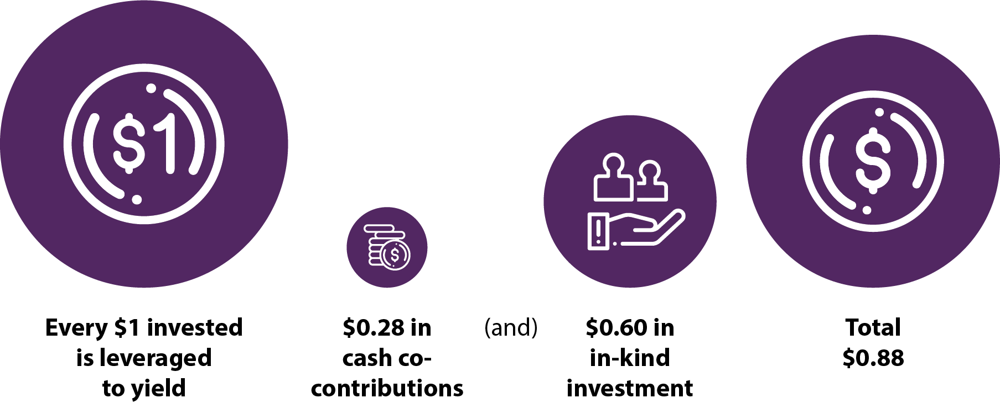 $1
$
$
Every $1 invested
is leveraged
to yield
$0.28 in
cash co-
contributions
(and)
$0.60 in
in-kind
investment
Total
$0.88